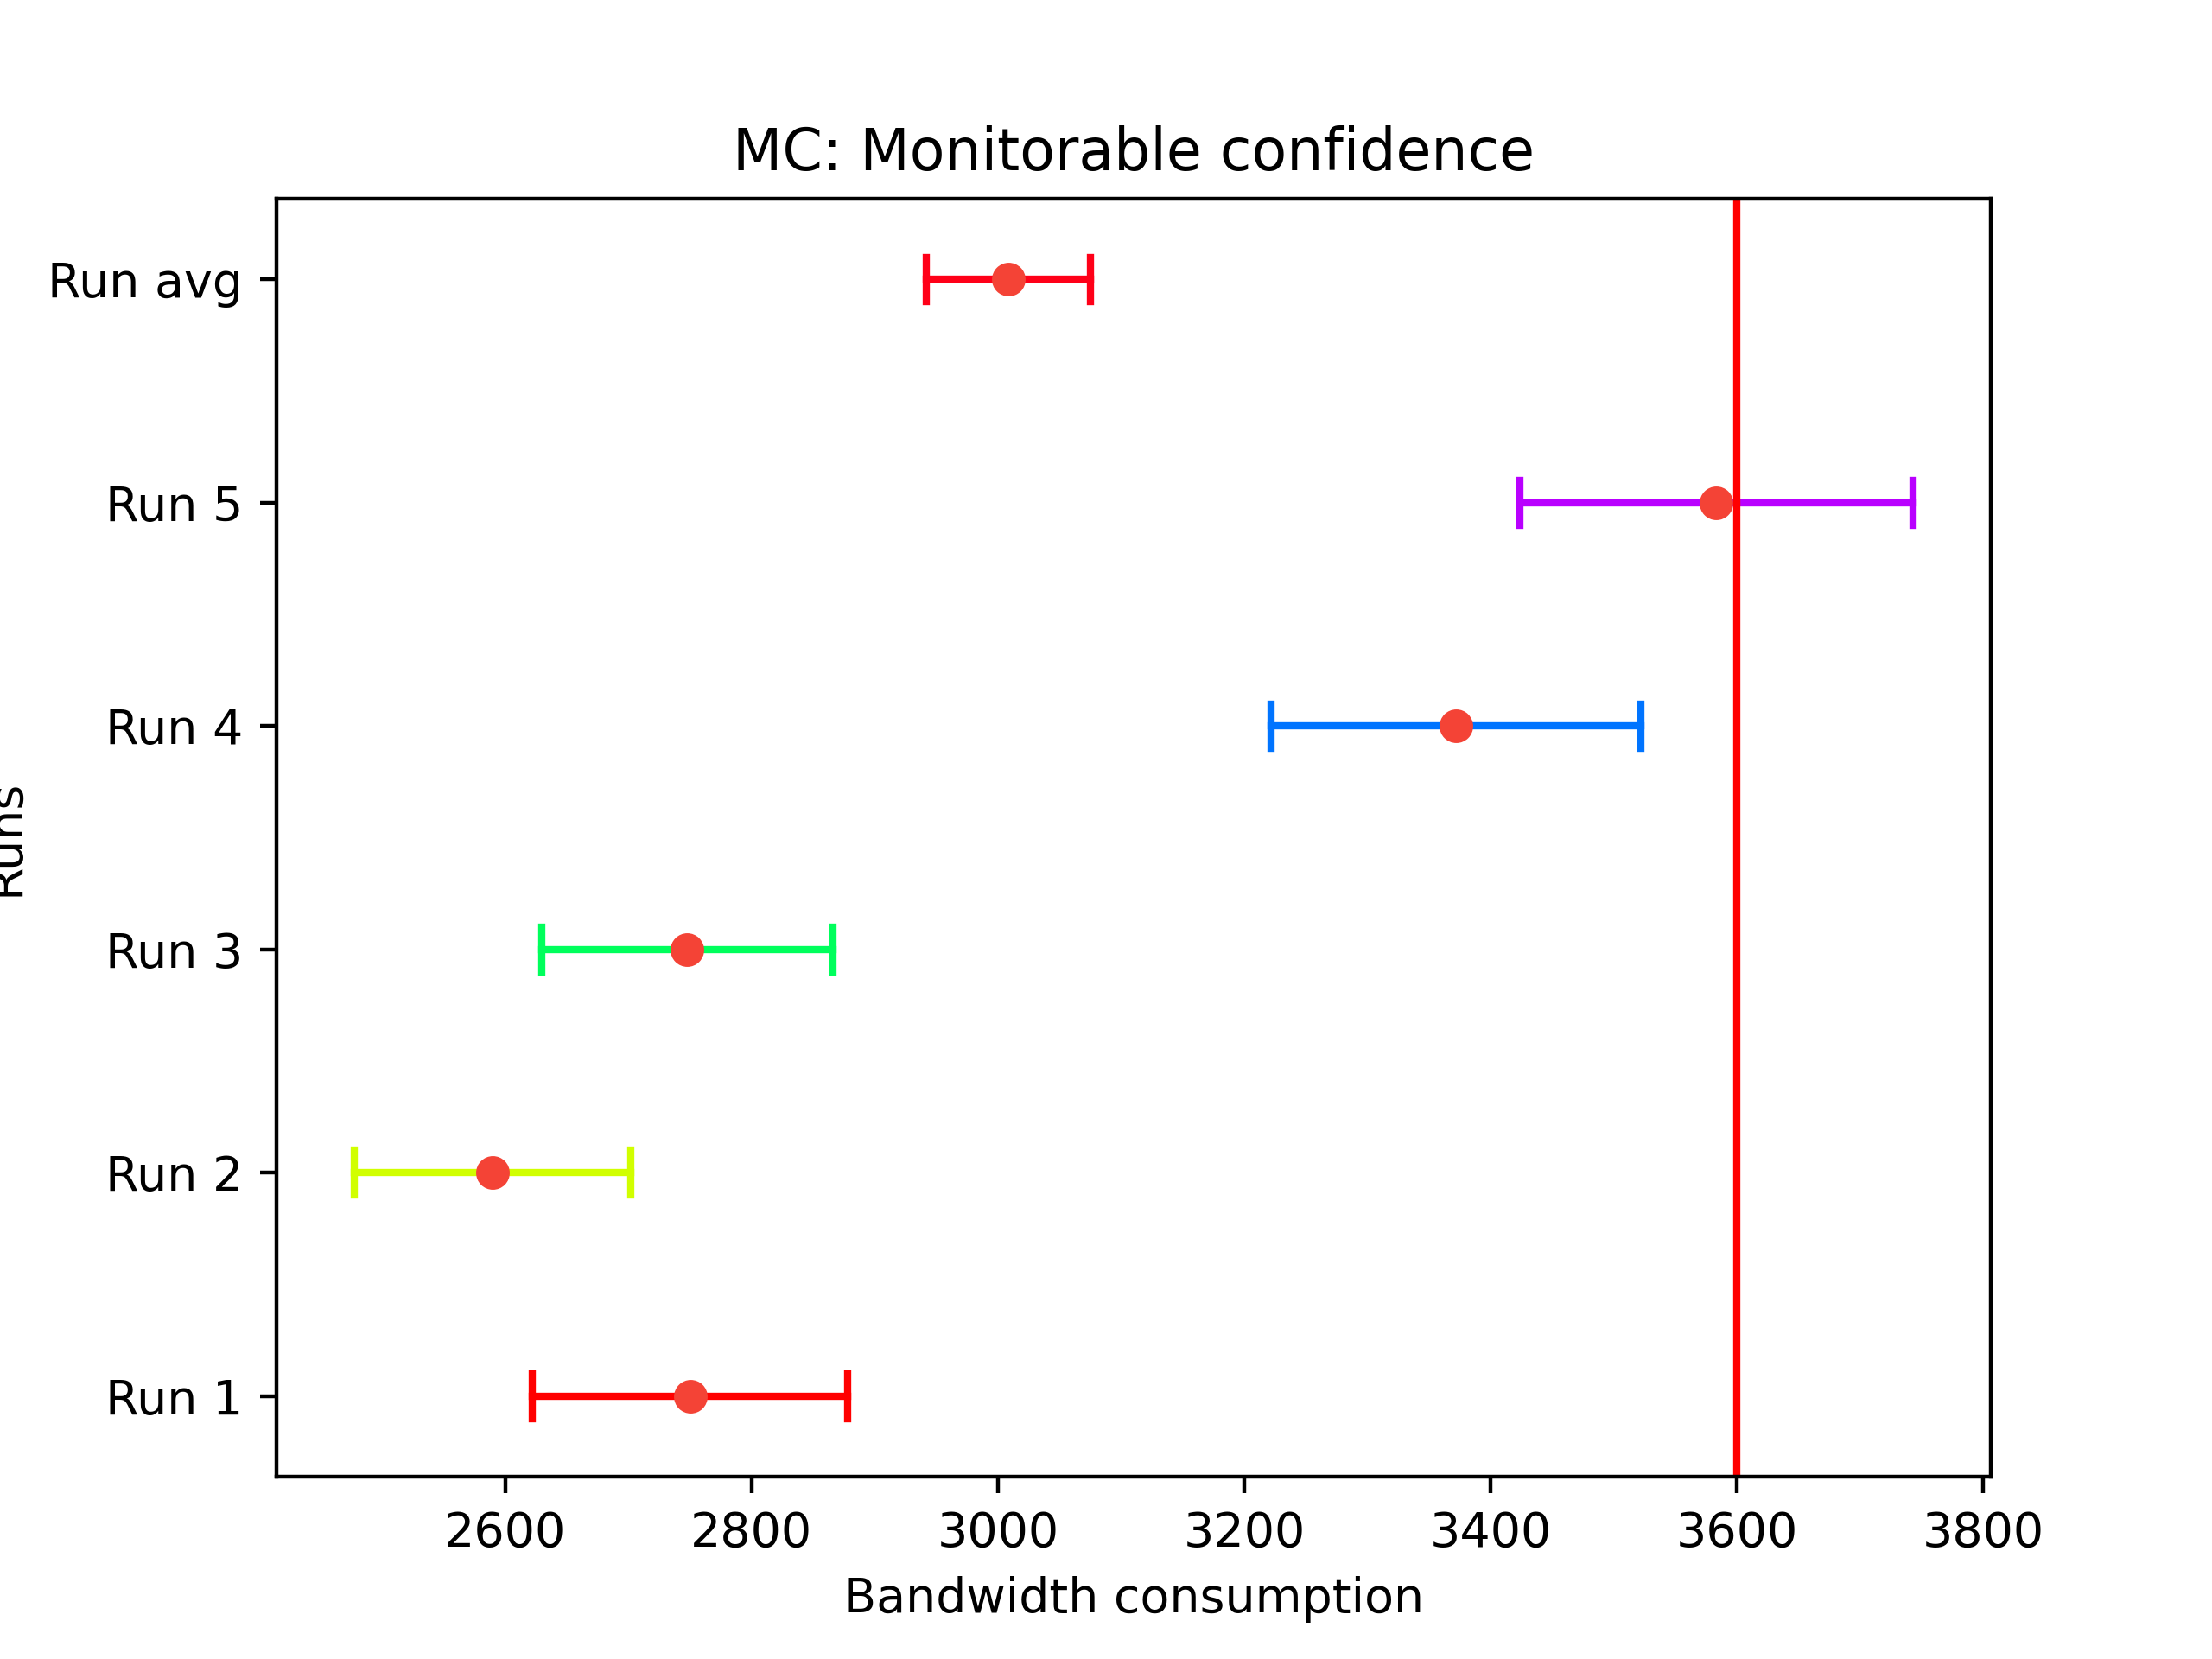 MC: Monitorable confidence
Run avg
Run 5
Run 4
Runs
Run 3
Run 2
Run 1
2600 2800 3000 3200 3400 3600 3800
Bandwidth consumption